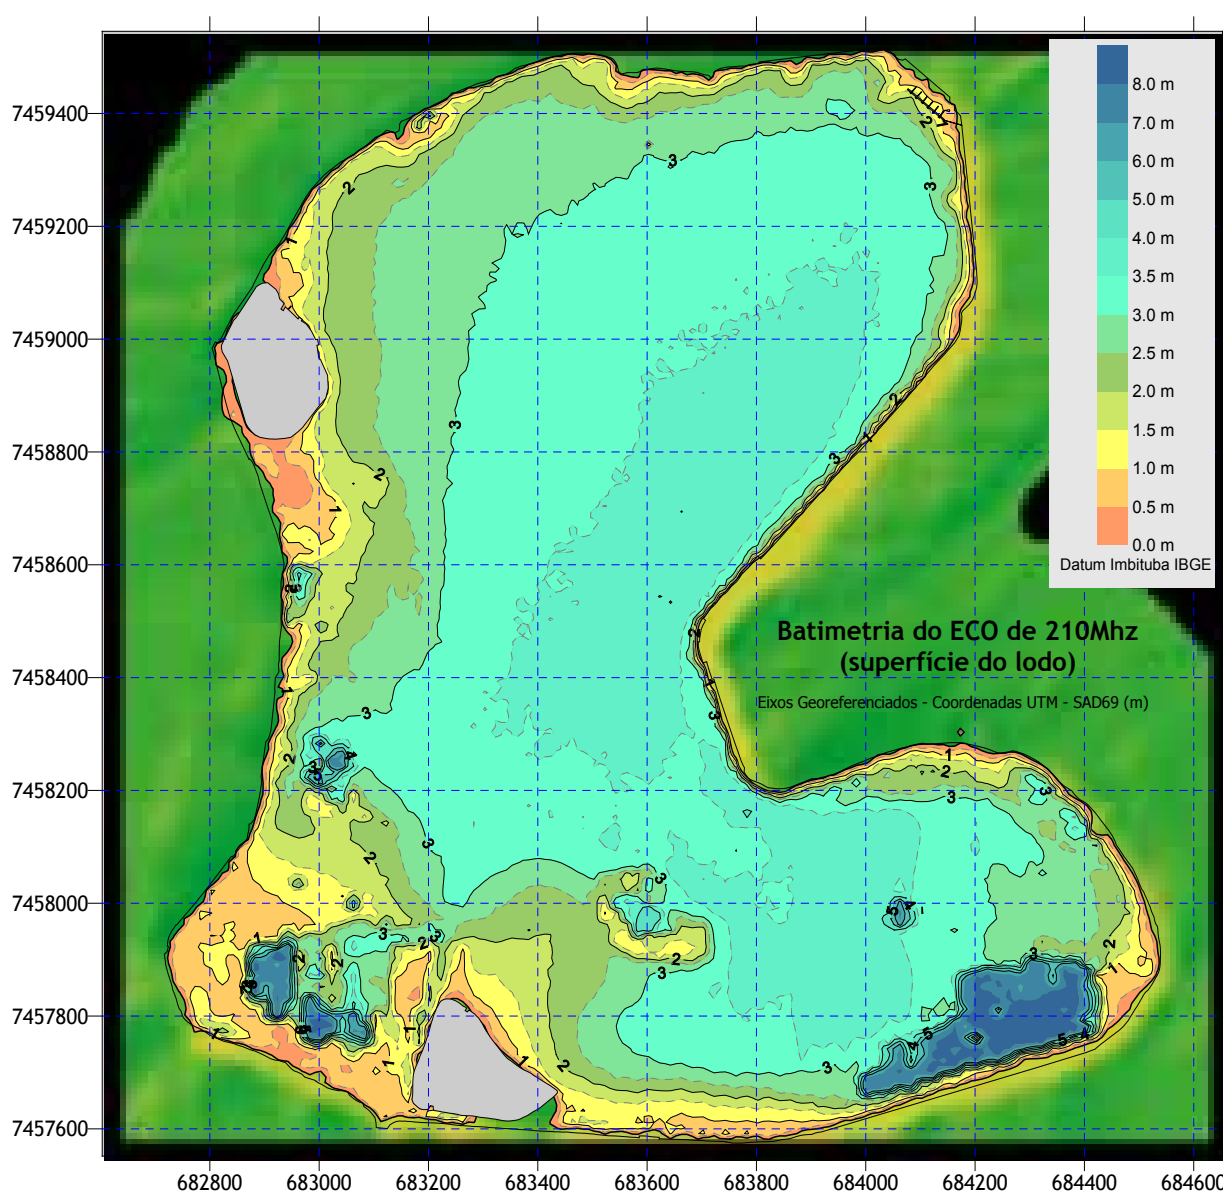 8.0 m
7.0 m
6.0 m
5.0 m
4.0 m
3.5 m
3.0 m
2.5 m
2.0 m
1.5 m
1.0 m
0.5 m
0.0 m
Datum Imbituba IBGE
Batimetria do ECO de 210Mhz
(superfície do lodo)
Eixos Georeferenciados - Coordenadas UTM - SAD69 (m)
7459400
7459200
7459000
7458800
7458600
7458400
7458200
7458000
7457800
7457600
682800 683000 683200 683400 683600 683800 684000 684200 684400 684600